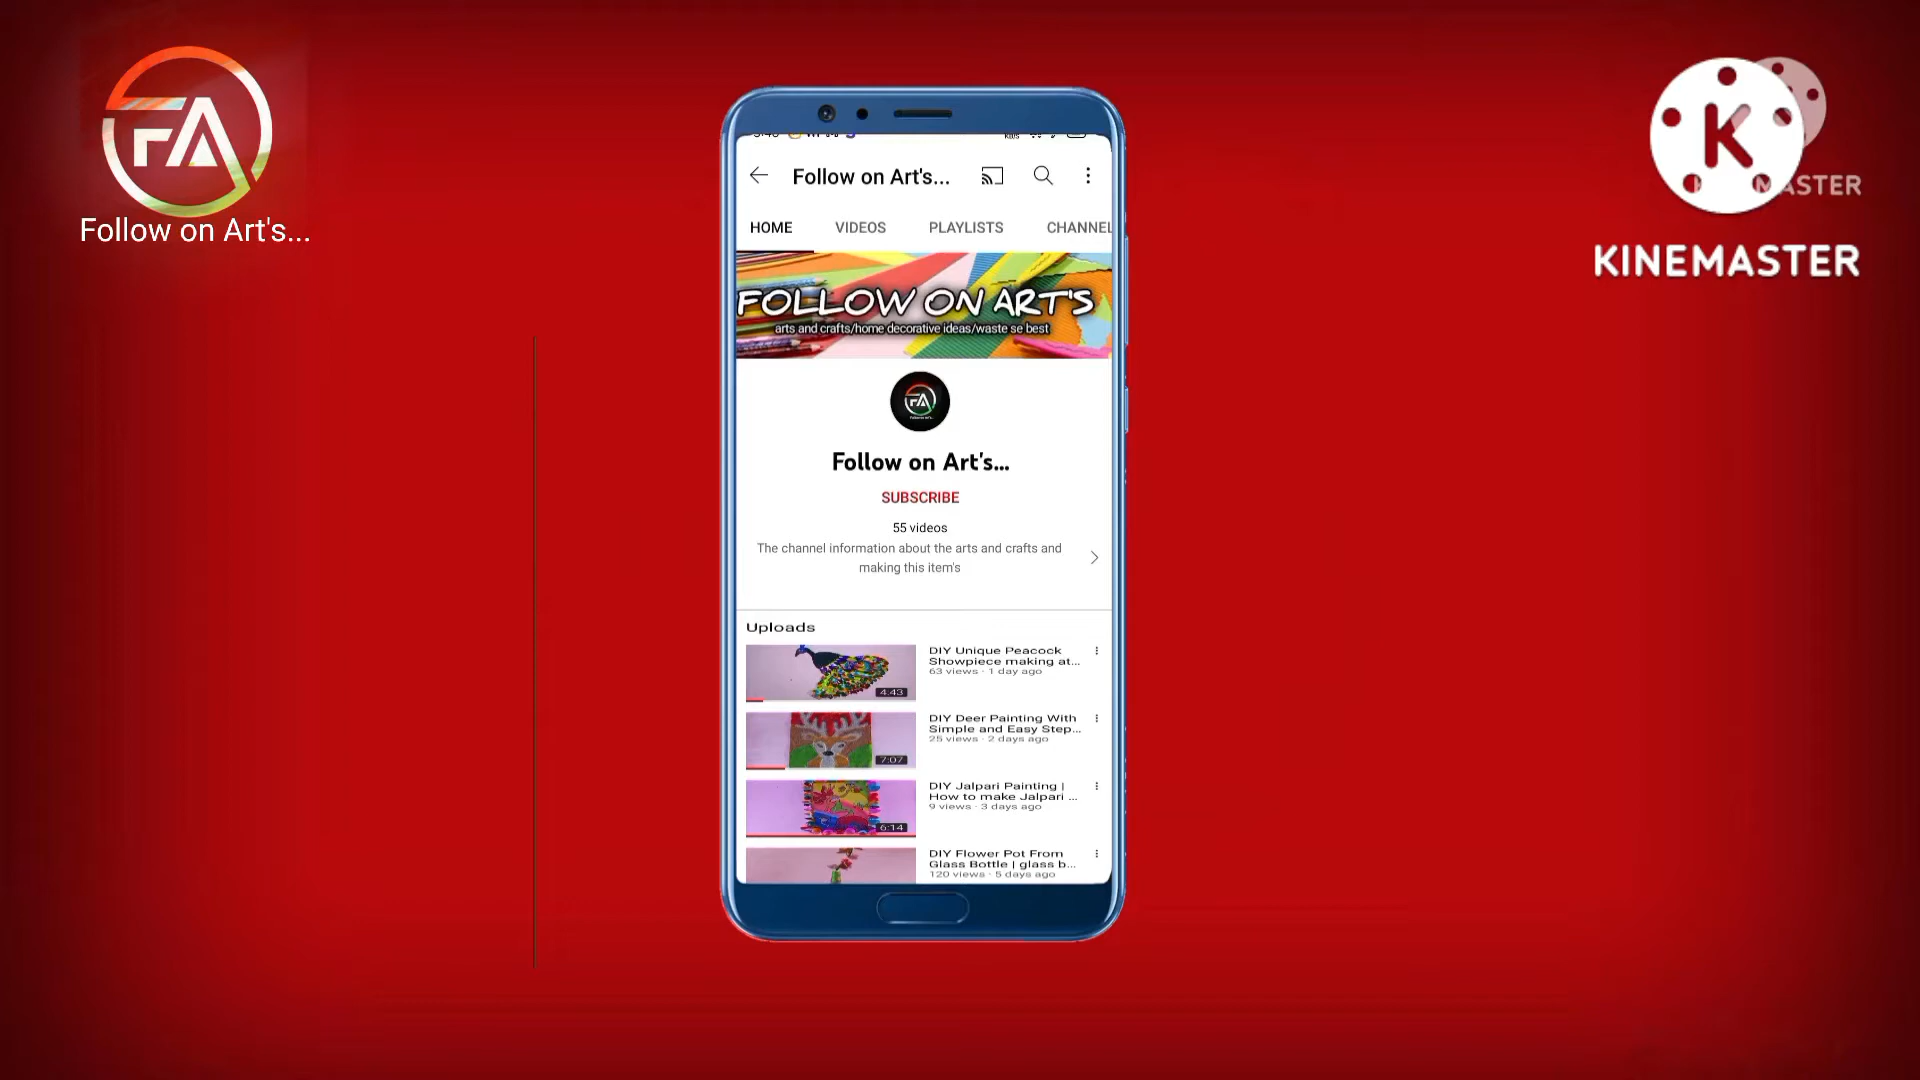 FA
Follow on Art's...
K
KINEMASTER
KINEMASTER
Follow on Art's...
HOME
VIDEOS
PLAYLISTS
CHANNEL
FOLLOW ON ART'S
arts and crafts/home decorative ideas/waste se best
FA
Follow on Art's...
SUBSCRIBE
55 videos
The channel information about the arts and crafts and
making this item's
Uploads
DIY Unique Peacock
Showpiece making at...
63 views · 1 day ago
4:43
DIY Deer Painting With
Simple and Easy Step...
25 views · 2 days ago
7:07
DIY Jalpari Painting |
How to make Jalpari ...
9 views · 3 days ago
6:14
DIY Flower Pot From
Glass Bottle | glass b...
120 views · 5 days ago